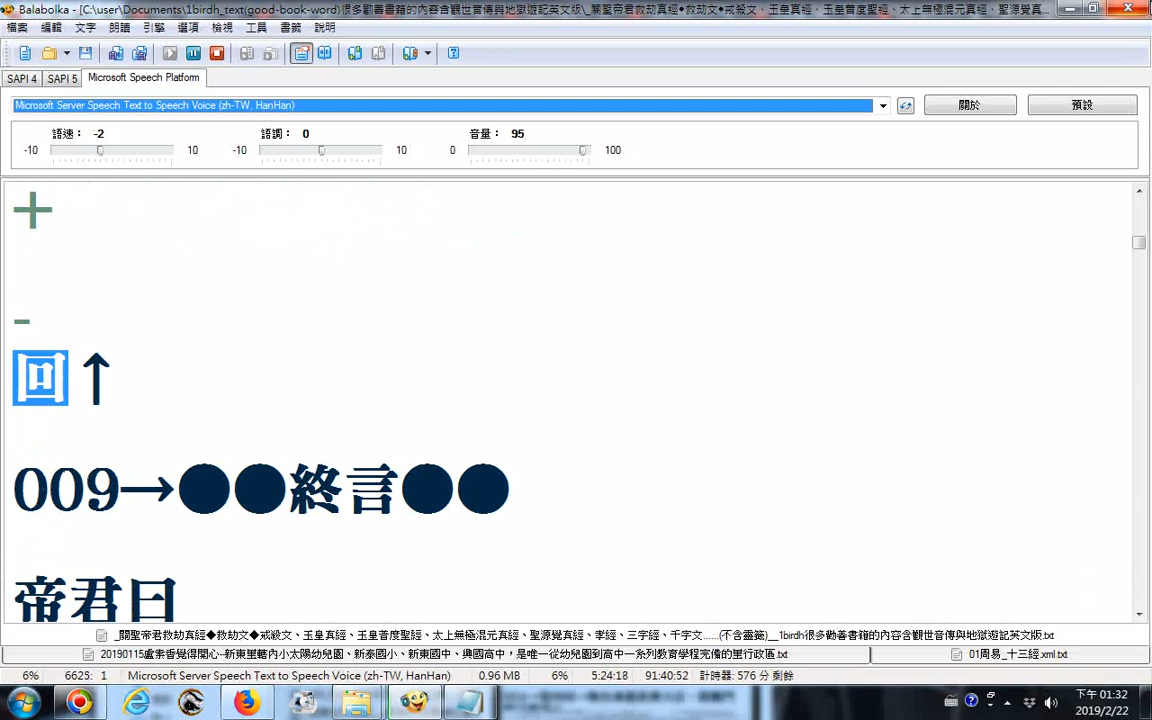 Balabolka - [C:\user\Documents\1birdh_text(good-book-word)很多勸善書籍的內容含觀世音傳與地獄遊記英文版\_關聖帝君救劫真經◆救劫文◆戒殺文、玉皇真經、玉皇普度聖經、太上無極混元真經、聖源覺真...
檔案 編輯 文字 朗讀 引擎 選項 檢視 工具 書籤 說明
SAPI 4 SAPI 5 Microsoft Speech Platform
Microsoft Server Speech Text to Speech Voice (zh-TW, HanHan) 關於 預設
語速： -2 語調： 0 音量： 95
-10 10 -10 10 0 100
+
-
回↑
009→●●終言●●
帝君曰
_關聖帝君救劫真經◆救劫文◆戒殺文、玉皇真經、玉皇普度聖經、太上無極混元真經、聖源覺真經、孝經、三字經、千字文......(不含靈籤)__1birdh很多勸善書籍的內容含觀世音傳與地獄遊記英文版.txt
20190115盧素香覺得開心--新東里轄內小太陽幼兒園、新泰國小、新東國中、興國高中，是唯一從幼兒園到高中一系列教育學程完備的里行政區.txt 01周易_十三經.xml.txt
6% 6625: 1 Microsoft Server Speech Text to Speech Voice (zh-TW, HanHan) 0.96 MB 6% 5:24:18 91:40:52 計時器: 576 分 剩餘
下午 01:32
2019/2/22